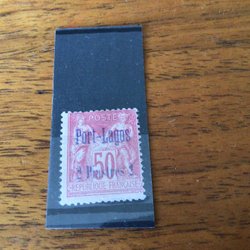 POSTE
Port-Lagos
50
RÉPUBLIQUE FRANÇAISE